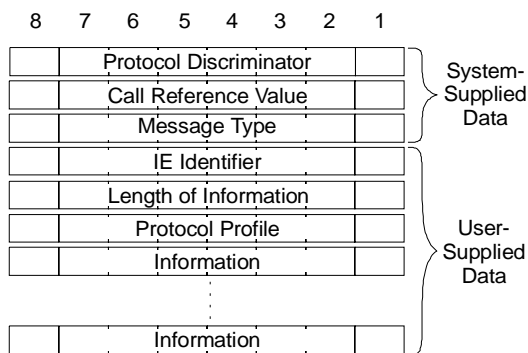 8 7 6 5 4 3 2 1
Protocol Discriminator
Call Reference Value
Message Type
System-
Supplied
Data
IE Identifier
Length of Information
Protocol Profile
Information
Information
User-
Supplied
Data